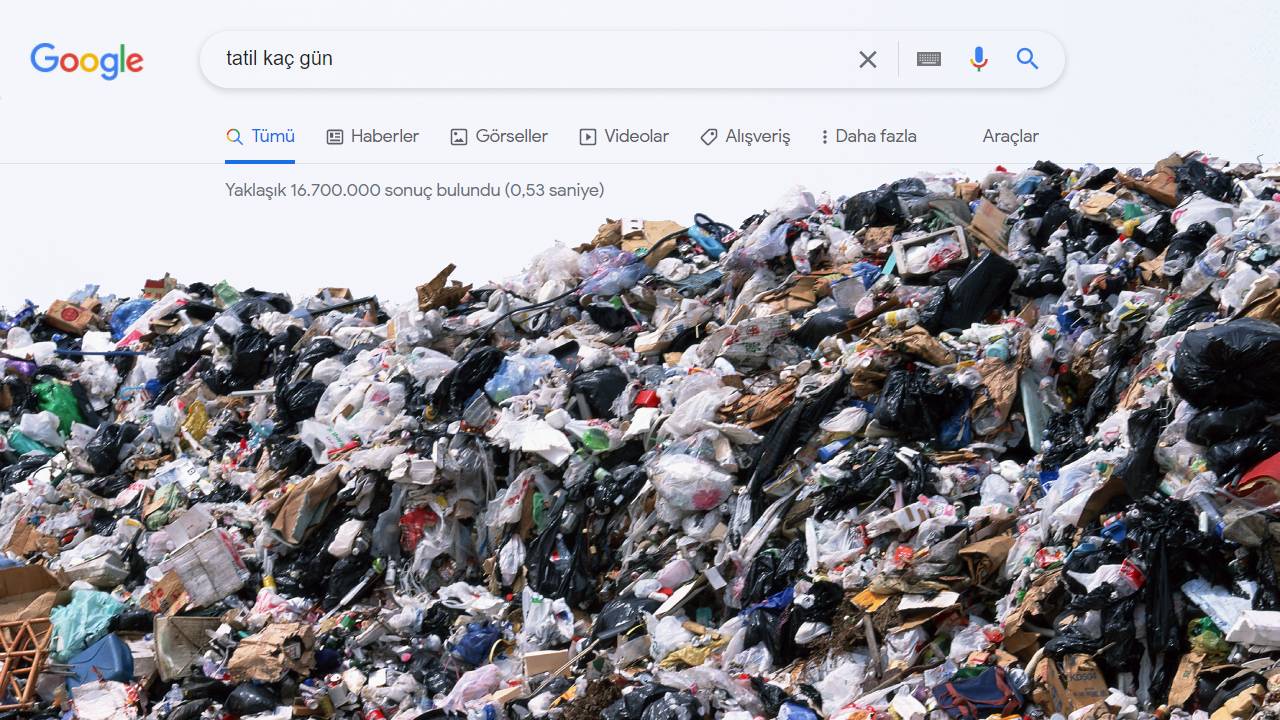 Google
tatil kaç gün
Tümü Haberler Görseller Videolar Alışveriş Daha fazla Araçlar
Yaklaşık 16.700.000 sonuç bulundu (0,53 saniye)